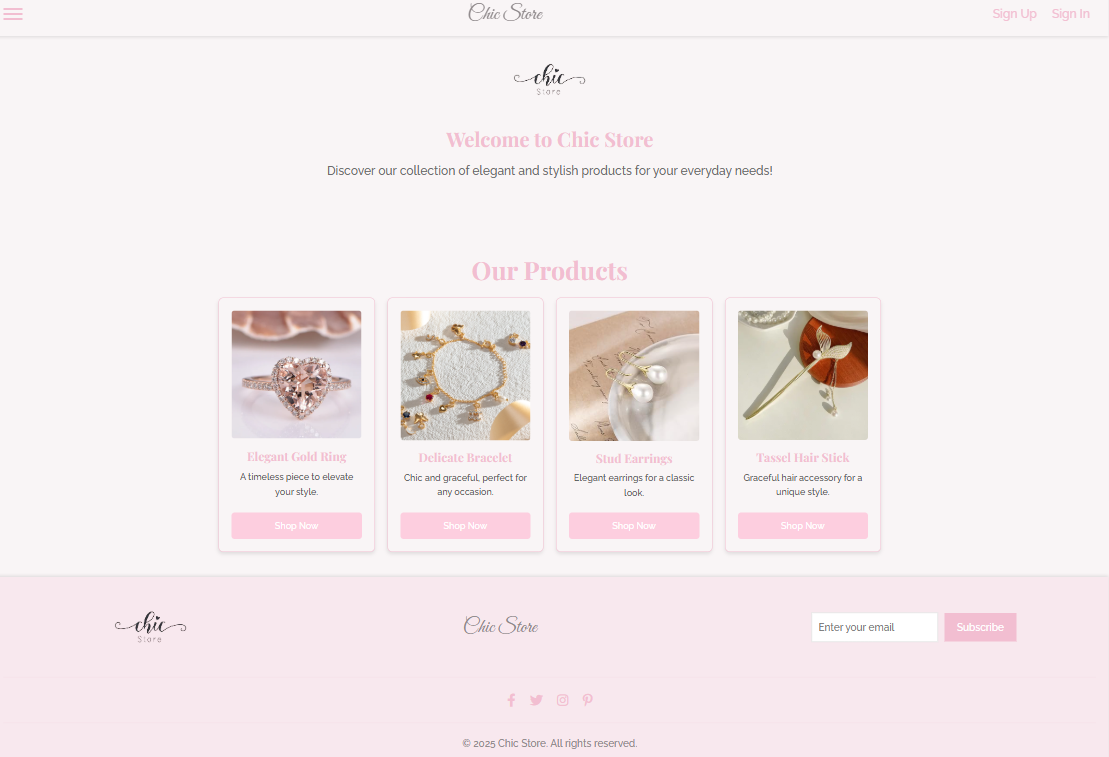 Chic Store
Sign Up
Sign In
chic
Store
Welcome to Chic Store
Discover our collection of elegant and stylish products for your everyday needs!
Our Products
Elegant Gold Ring
A timeless piece to elevate
your style.
Shop Now
Delicate Bracelet
Chic and graceful, perfect for
any occasion.
Shop Now
Stud Earrings
Elegant earrings for a classic
look.
Shop Now
Tassel Hair Stick
Graceful hair accessory for a
unique style.
Shop Now
chic
Store
Chic Store
Enter your email
Subscribe
© 2025 Chic Store. All rights reserved.